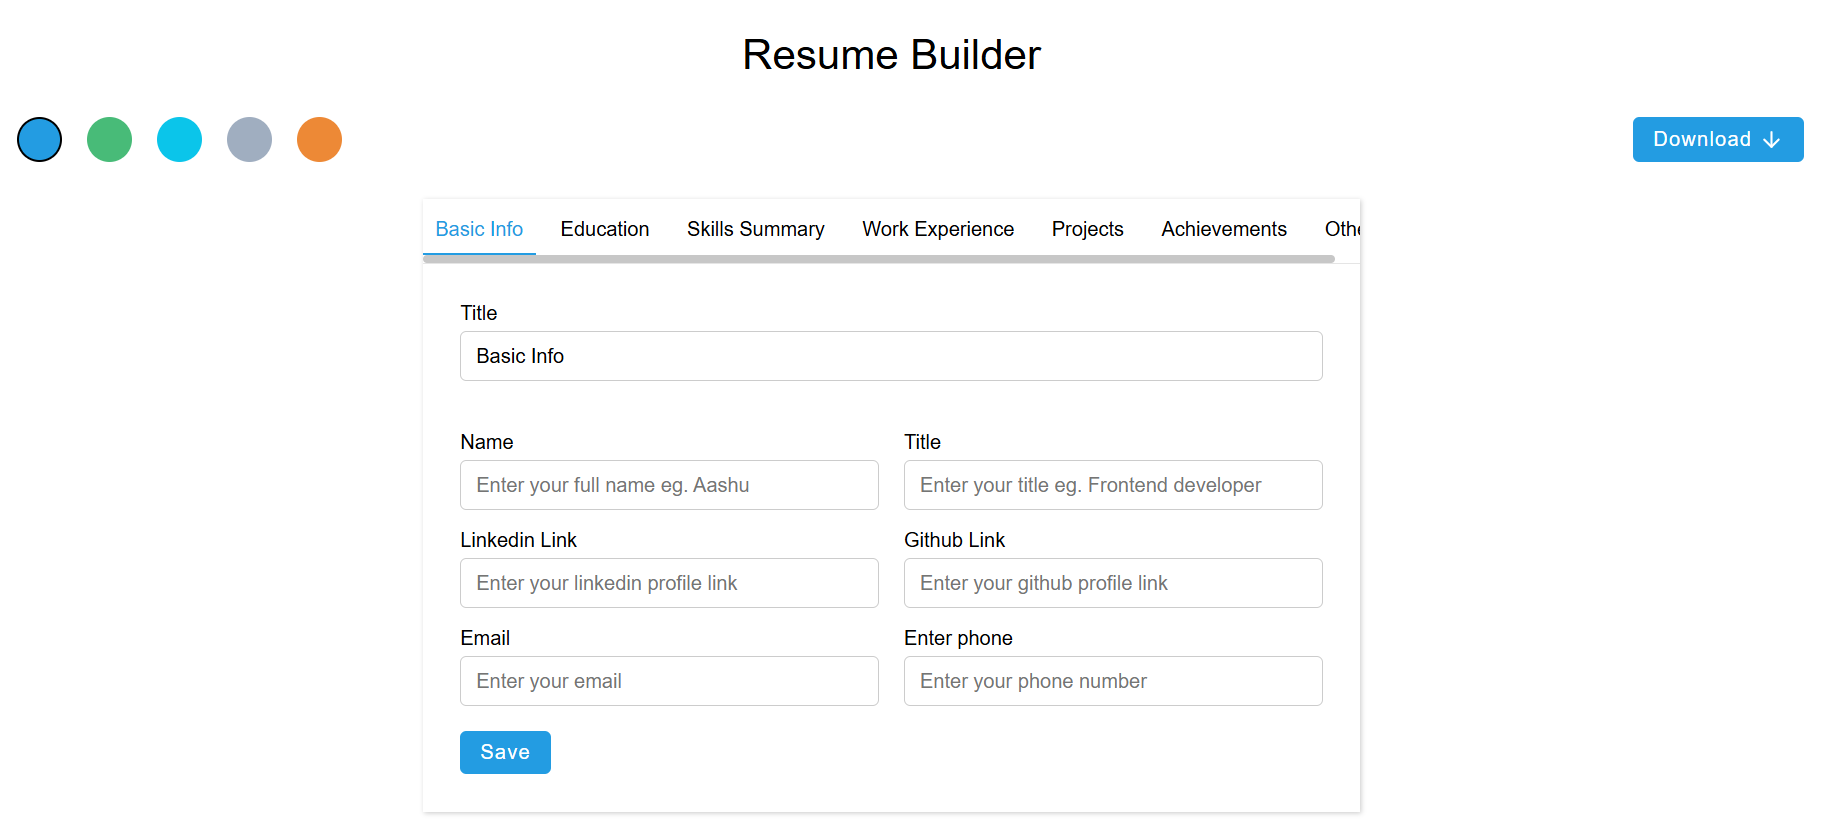 Resume Builder
Download
Basic Info Education Skills Summary Work Experience Projects Achievements Othe
Title
Basic Info
Name Title
Enter your full name eg. Aashu Enter your title eg. Frontend developer
Linkedin Link Github Link
Enter your linkedin profile link Enter your github profile link
Email Enter phone
Enter your email Enter your phone number
Save